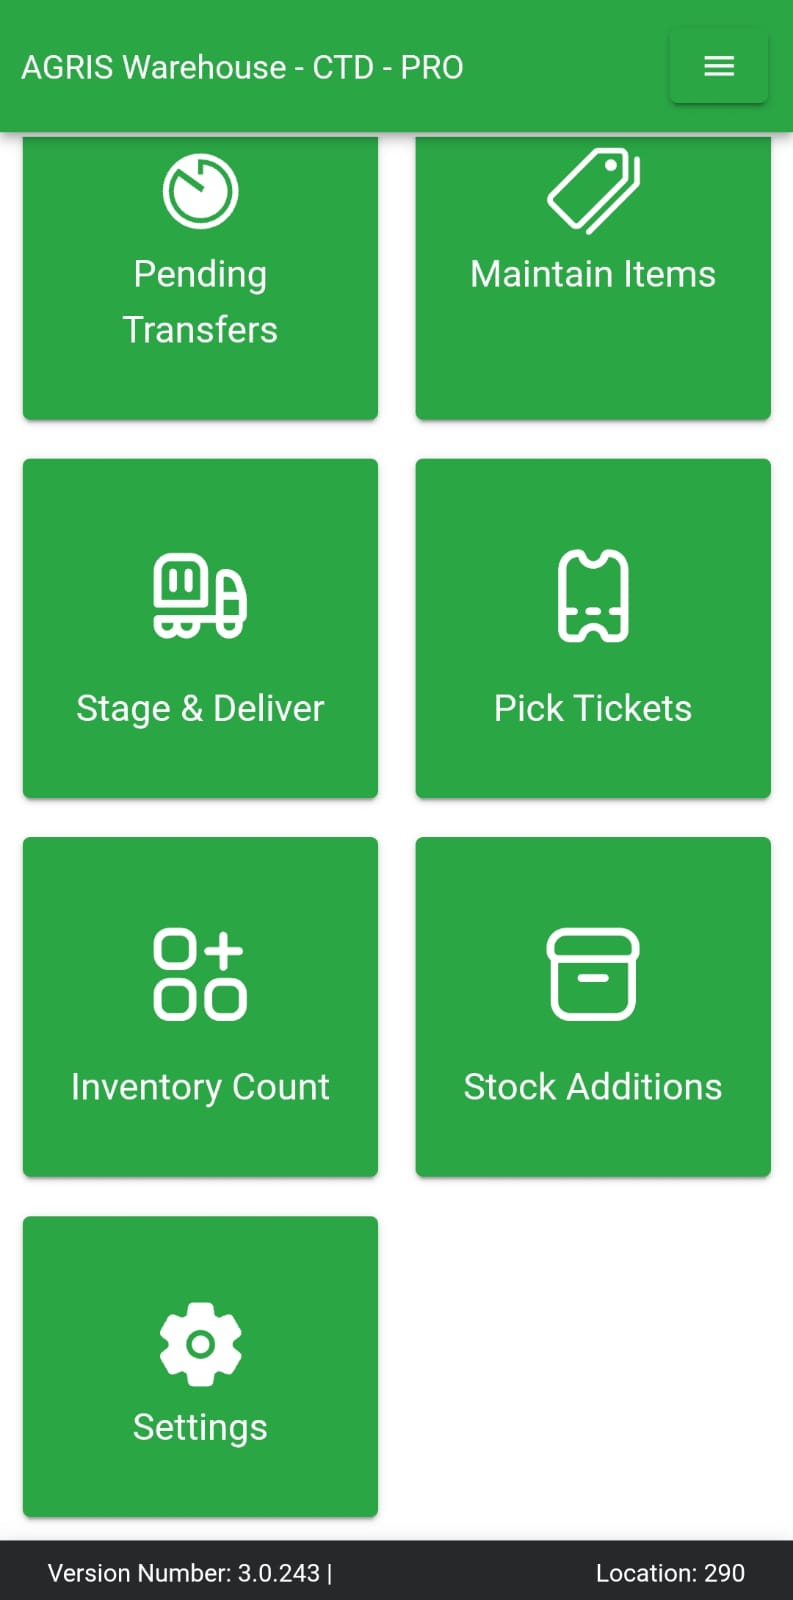 AGRIS Warehouse - CTD - PRO
Pending
Transfers
Maintain Items
Stage & Deliver
Pick Tickets
Inventory Count
Stock Additions
Settings
Version Number: 3.0.243 |
Location: 290